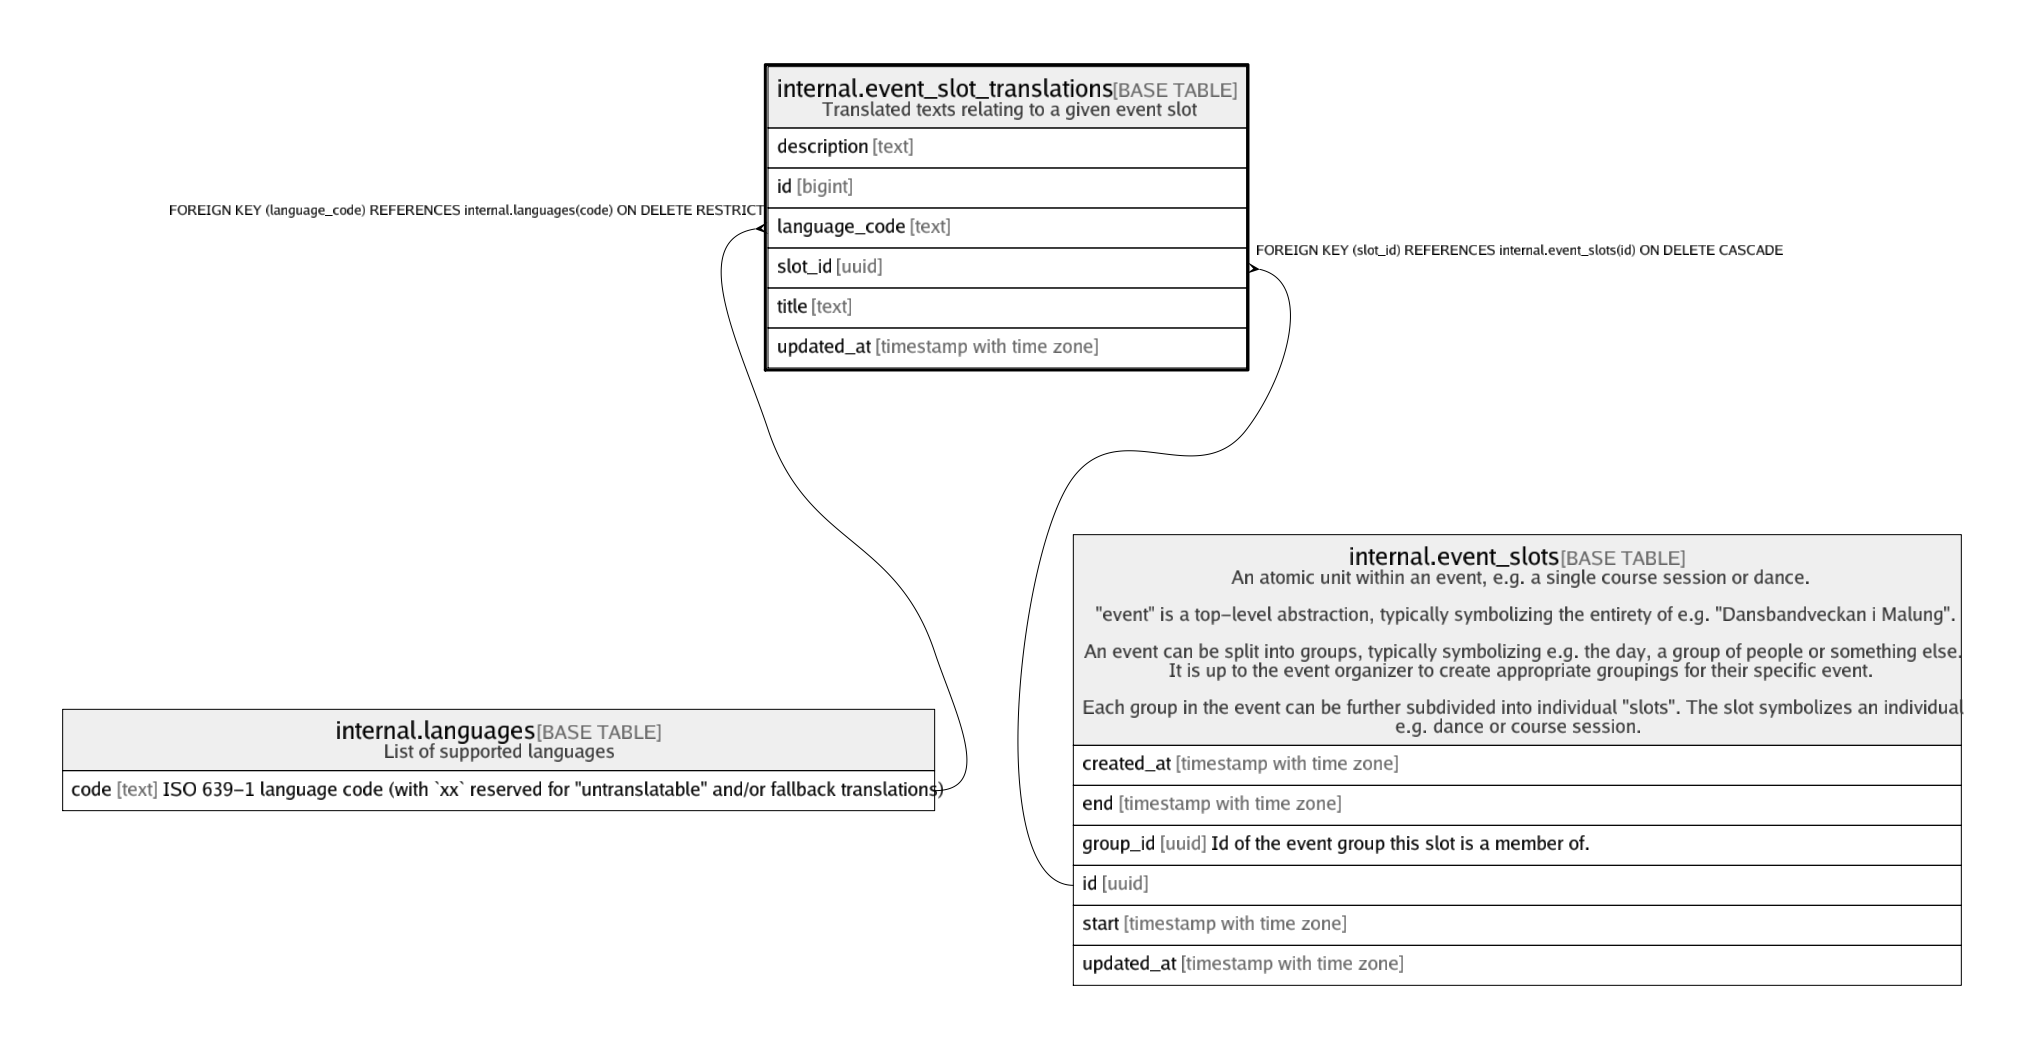 internal.event_slot_translations[BASE TABLE]
Translated texts relating to a given event slot
description [text]
id [bigint]
FOREIGN KEY (language_code) REFERENCES internal.languages(code) ON DELETE RESTRICT
language_code [text]
FOREIGN KEY (slot_id) REFERENCES internal.event_slots(id) ON DELETE CASCADE
slot_id [uuid]
title [text]
updated_at [timestamp with time zone]
internal.languages[BASE TABLE]
List of supported languages
code [text] ISO 639-1 language code (with `xx` reserved for "untranslatable" and/or fallback translations)
internal.event_slots[BASE TABLE]
An atomic unit within an event, e.g. a single course session or dance.
"event" is a top-level abstraction, typically symbolizing the entirety of e.g. "Dansbandveckan i Malung".
An event can be split into groups, typically symbolizing e.g. the day, a group of people or something else.
It is up to the event organizer to create appropriate groupings for their specific event.
Each group in the event can be further subdivided into individual "slots". The slot symbolizes an individual
e.g. dance or course session.
created_at [timestamp with time zone]
end [timestamp with time zone]
group_id [uuid] Id of the event group this slot is a member of.
id [uuid]
start [timestamp with time zone]
updated_at [timestamp with time zone]